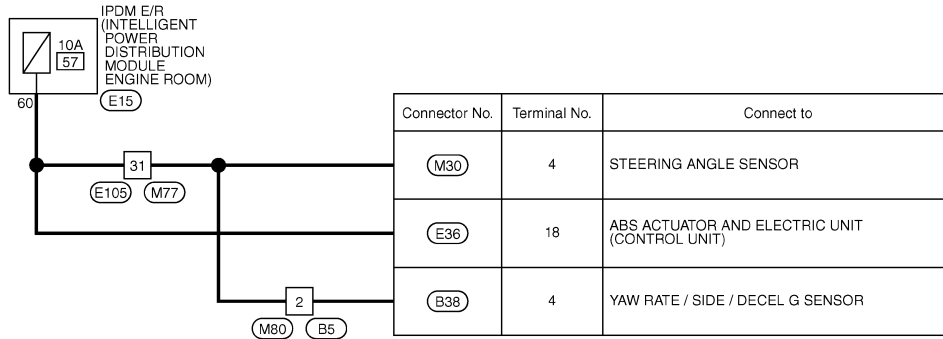 IPDM E/R
(INTELLIGENT
POWER
DISTRIBUTION
MODULE
ENGINE ROOM)
10A
57
60
E15
Connector No. Terminal No. Connect to
31
E105 M77
M30 4 STEERING ANGLE SENSOR
E36 18 ABS ACTUATOR AND ELECTRIC UNIT
(CONTROL UNIT)
2
M80 B5
B38 4 YAW RATE / SIDE / DECEL G SENSOR